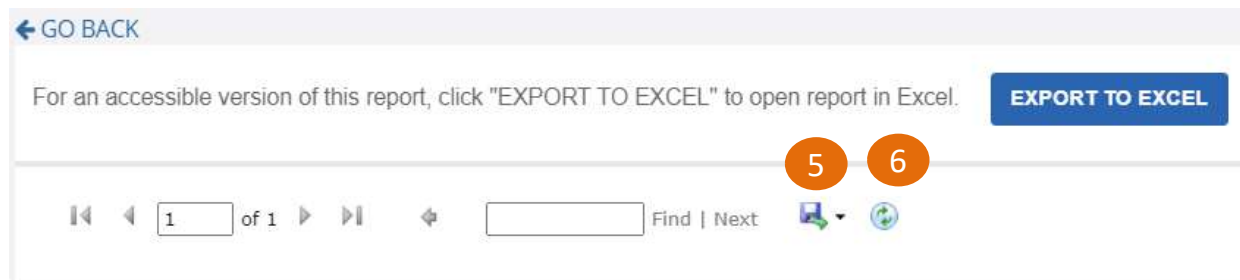 GO BACK
For an accessible version of this report, click "EXPORT TO EXCEL" to open report in Excel. EXPORT TO EXCEL
5 6
1 of 1 Find | Next